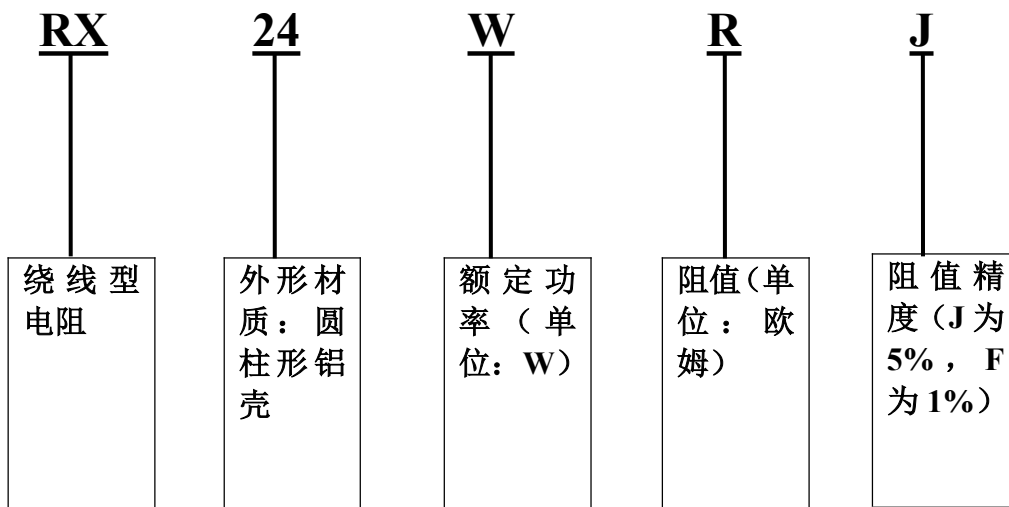 RX 24 W R J
绕线型
电阻
外形材
质：圆
柱形铝
壳
额定功
率（单
位：W）
阻值（单
位：欧
姆）
阻值精
度（J为
5%，F
为1%）